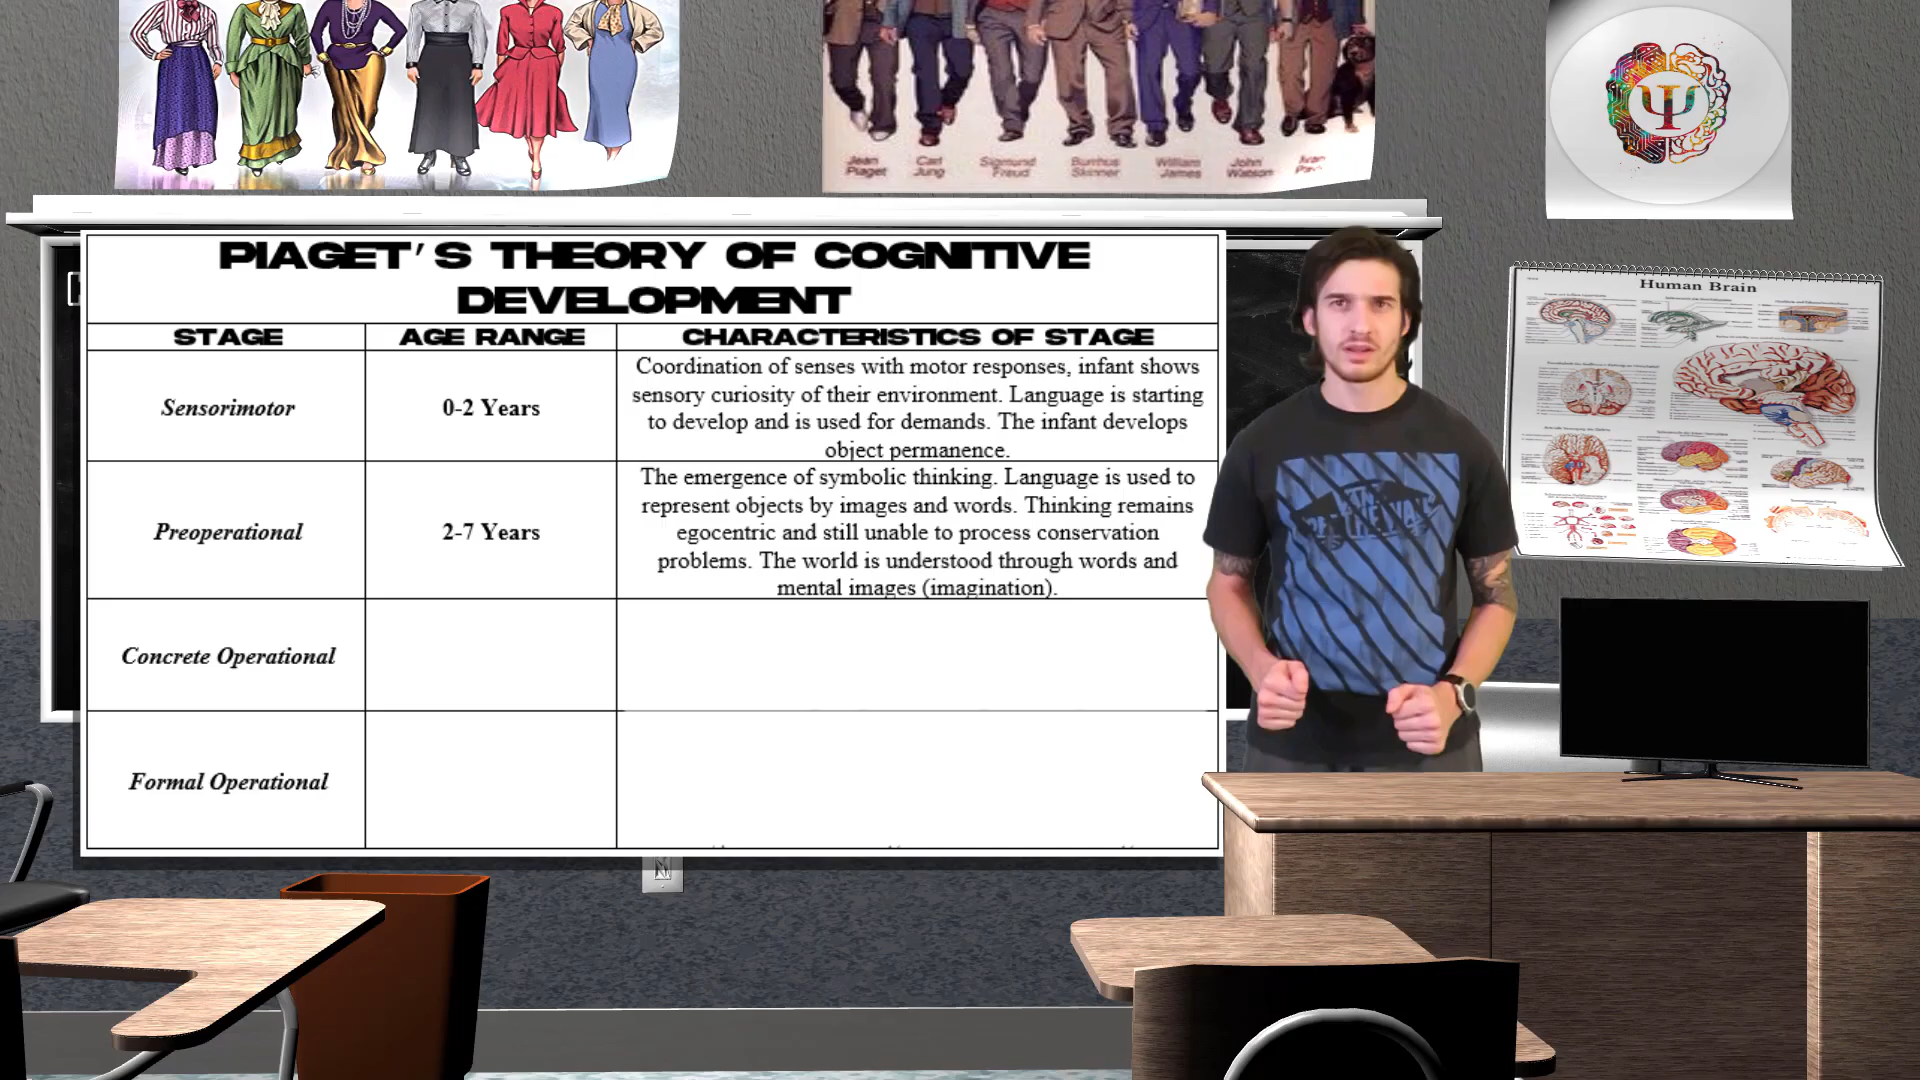 Jean Carl Sigmund Burrhus William John Ivan
Piaget Jung Freud Skinner James Watson
PIAGET'S THEORY OF COGNITIVE
DEVELOPMENT
STAGE AGE RANGE CHARACTERISTICS OF STAGE
Sensorimotor
0-2 Years
Coordination of senses with motor responses, infant shows
sensory curiosity of their environment. Language is starting
to develop and is used for demands. The infant develops
object permanence.
Preoperational
2-7 Years
The emergence of symbolic thinking. Language is used to
represent objects by images and words. Thinking remains
egocentric and still unable to process conservation
problems. The world is understood through words and
mental images (imagination).
Concrete Operational
Formal Operational
Human Brain
Ψ